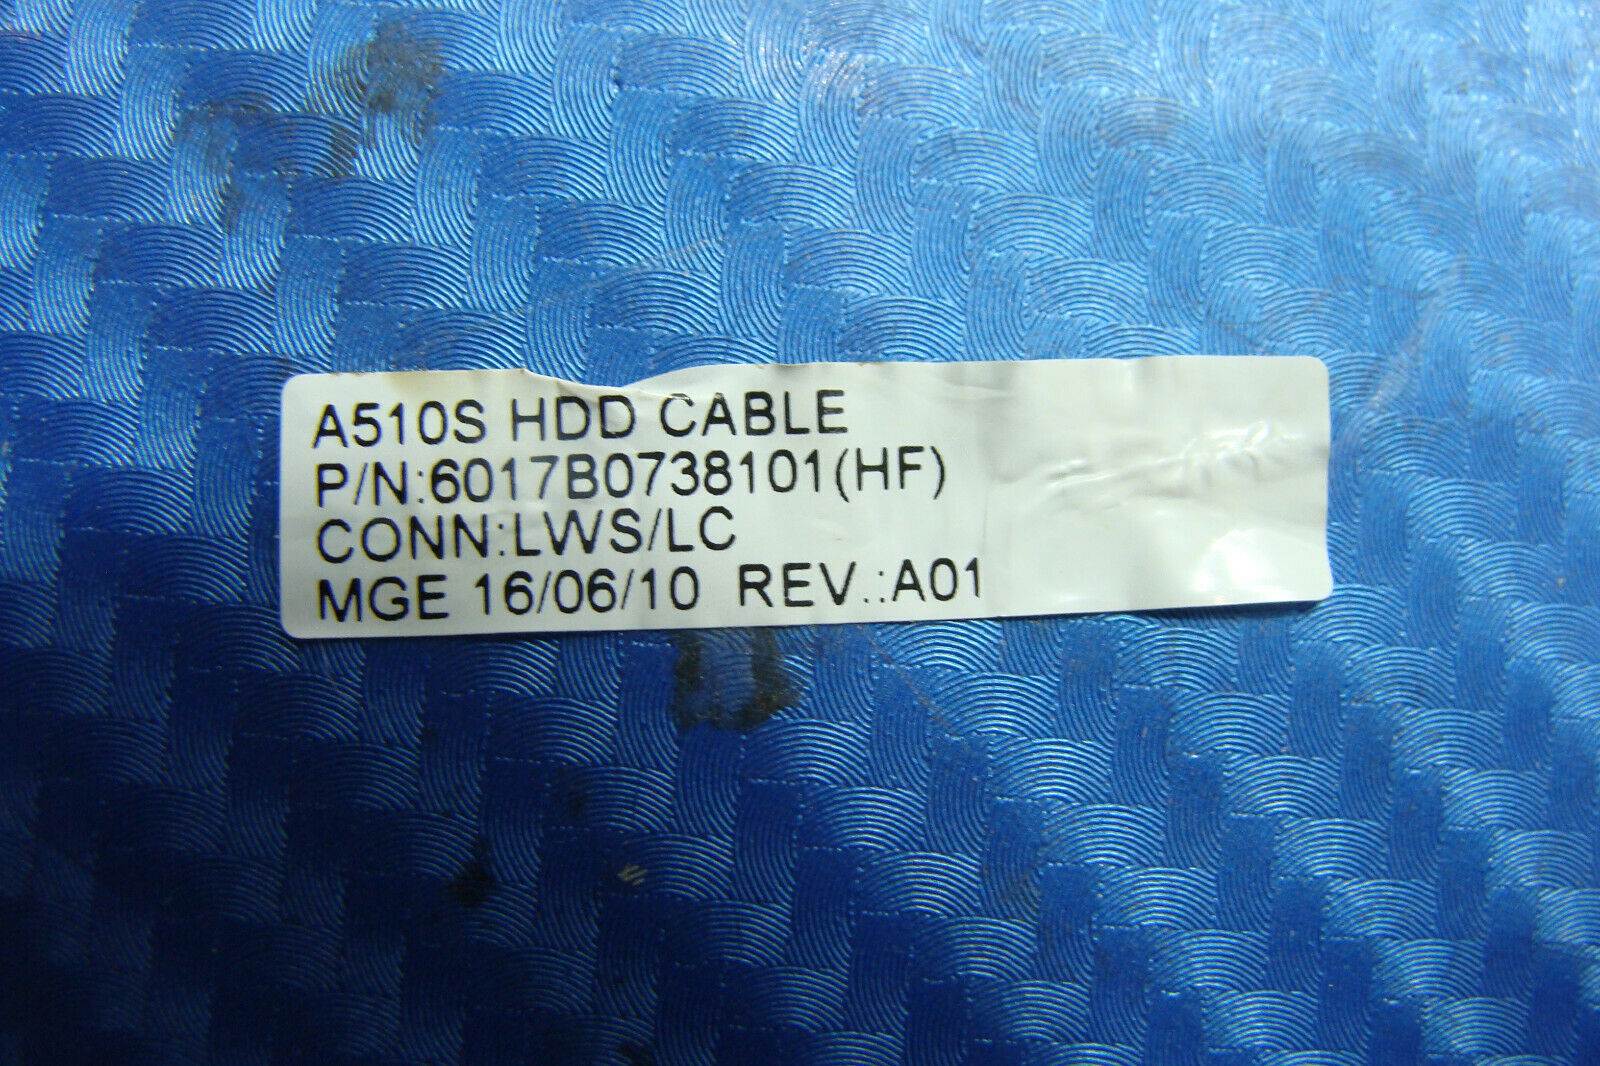 A510S HDD CABLE
P/N:6017B0738101(HF)
CONN:LWS/LC
MGE 16/06/10 REV.:A01